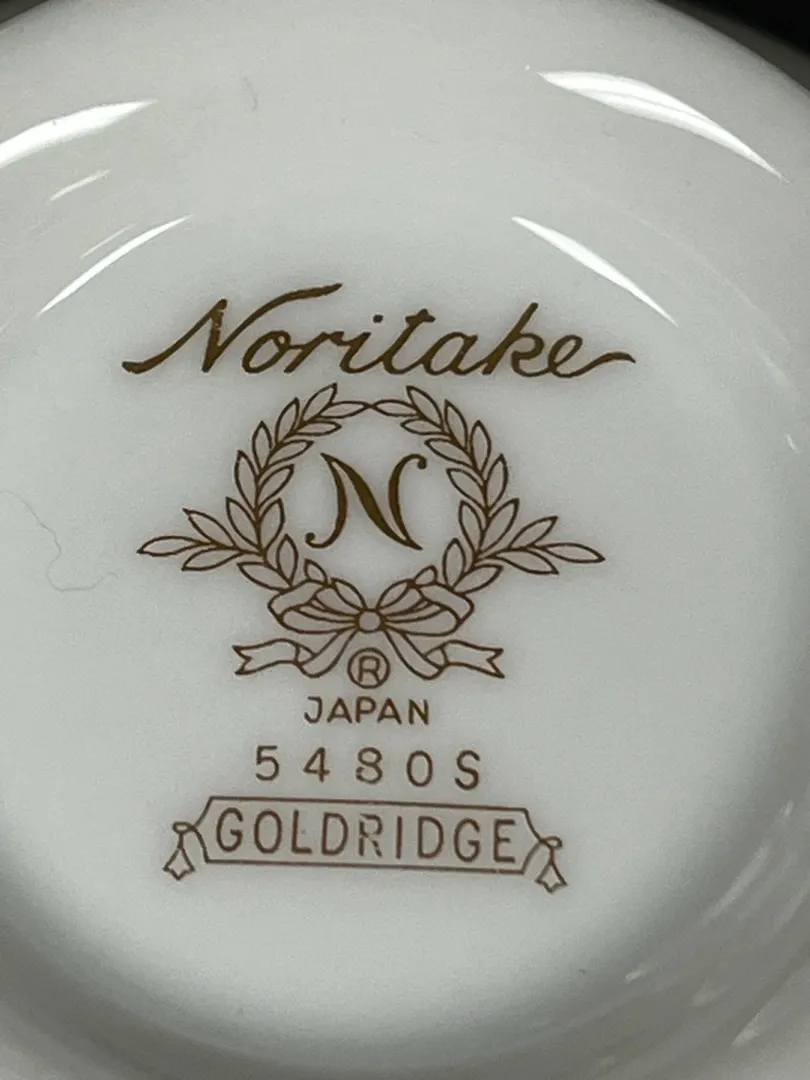 Noritake
N
®
JAPAN
5480S
GOLDRIDGE